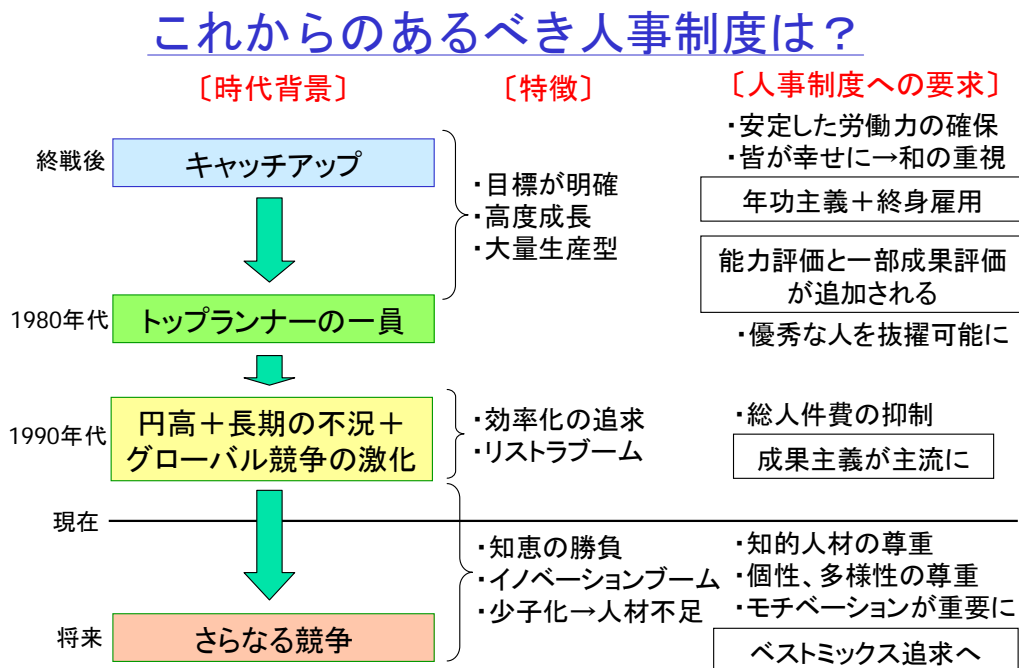 これからのあるべき人事制度は？
〔時代背景〕
〔特徴〕
〔人事制度への要求〕
終戦後
キャッチアップ
・目標が明確
・高度成長
・大量生産型
・安定した労働力の確保
・皆が幸せに→和の重視
年功主義＋終身雇用
能力評価と一部成果評価
が追加される
1980年代
トップランナーの一員
・優秀な人を抜擢可能に
1990年代
円高＋長期の不況＋
グローバル競争の激化
・効率化の追求
・リストラブーム
・総人件費の抑制
成果主義が主流に
現在
・知恵の勝負
・イノベーションブーム
・少子化→人材不足
・知的人材の尊重
・個性、多様性の尊重
・モチベーションが重要に
将来
さらなる競争
ベストミックス追求へ